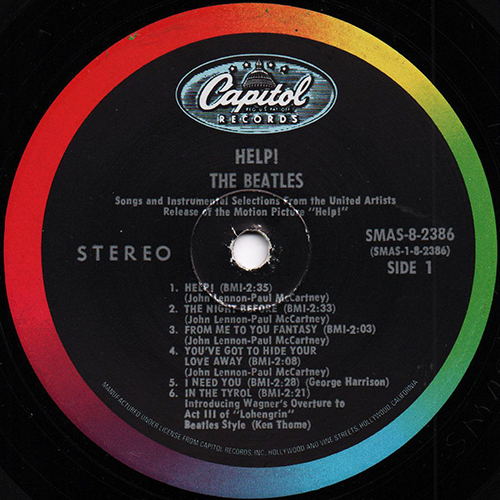 Capitol
REG. U.S. PAT. OFF.
RECORDS
HELP!
THE BEATLES
Songs and Instrumental Selections From the United Artists
Release of the Motion Picture "Help!"
STEREO
SMAS-8-2386
(SMAS-1-8-2386)
SIDE 1
1. HELP! (BMI-2:35)
(John Lennon-Paul McCartney)
2. THE NIGHT BEFORE (BMI-2:33)
(John Lennon-Paul McCartney)
3. FROM ME TO YOU FANTASY (BMI-2:03)
(John Lennon-Paul McCartney)
4. YOU'VE GOT TO HIDE YOUR
LOVE AWAY (BMI-2:08)
(John Lennon-Paul McCartney)
5. I NEED YOU (BMI-2:28) (George Harrison)
6. IN THE TYROL (BMI-2:21)
Introducing Wagner's Overture to
Act III of "Lohengrin"
Beatles Style (Ken Thorne)
MANUFACTURED UNDER LICENSE FROM CAPITOL RECORDS, INC., HOLLYWOOD AND VINE STREETS, HOLLYWOOD, CALIFORNIA